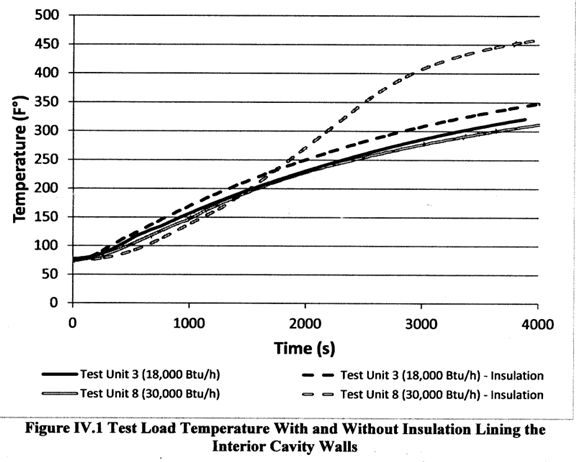 500
450
400
350
300
250
200
150
100
50
0
Temperature (F°)
0 1000 2000 3000 4000
Time (s)
Test Unit 3 (18,000 Btu/h) Test Unit 3 (18,000 Btu/h) - Insulation
Test Unit 8 (30,000 Btu/h) Test Unit 8 (30,000 Btu/h) - Insulation
Figure IV.1 Test Load Temperature With and Without Insulation Lining the
Interior Cavity Walls